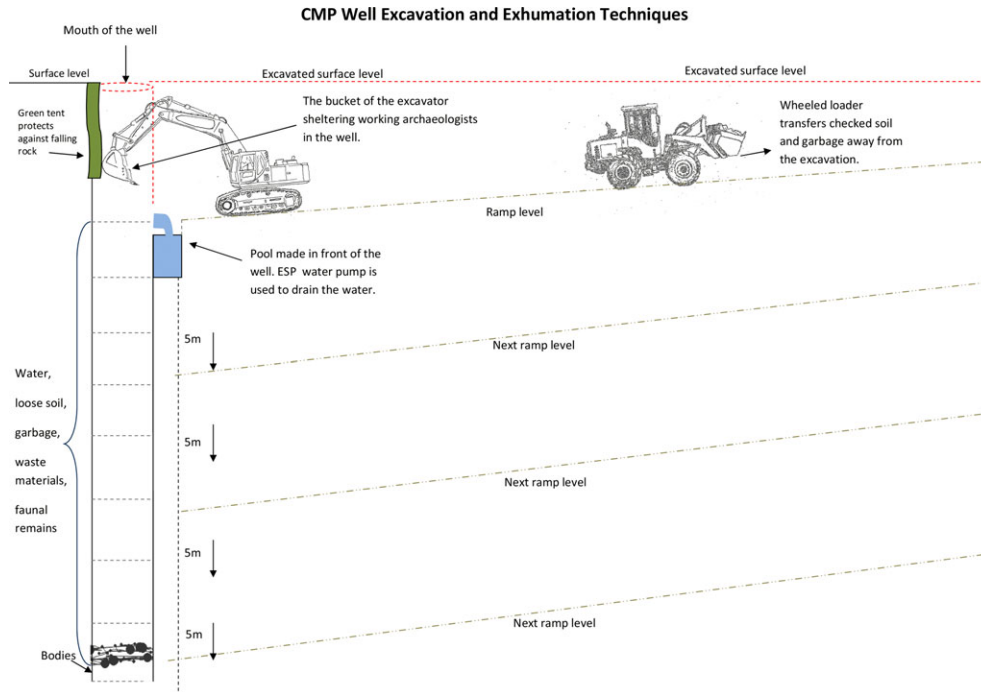 CMP Well Excavation and Exhumation Techniques
Mouth of the well
Surface level
Excavated surface level
Excavated surface level
Green tent
protects
against falling
rock
The bucket of the excavator
sheltering working archaeologists
in the well.
Wheeled loader
transfers checked soil
and garbage away from
the excavation.
Ramp level
Pool made in front of the
well. ESP water pump is
used to drain the water.
5m
Next ramp level
Water,
loose soil,
garbage,
waste
materials,
faunal
remains
5m
Next ramp level
5m
Next ramp level
5m
Bodies